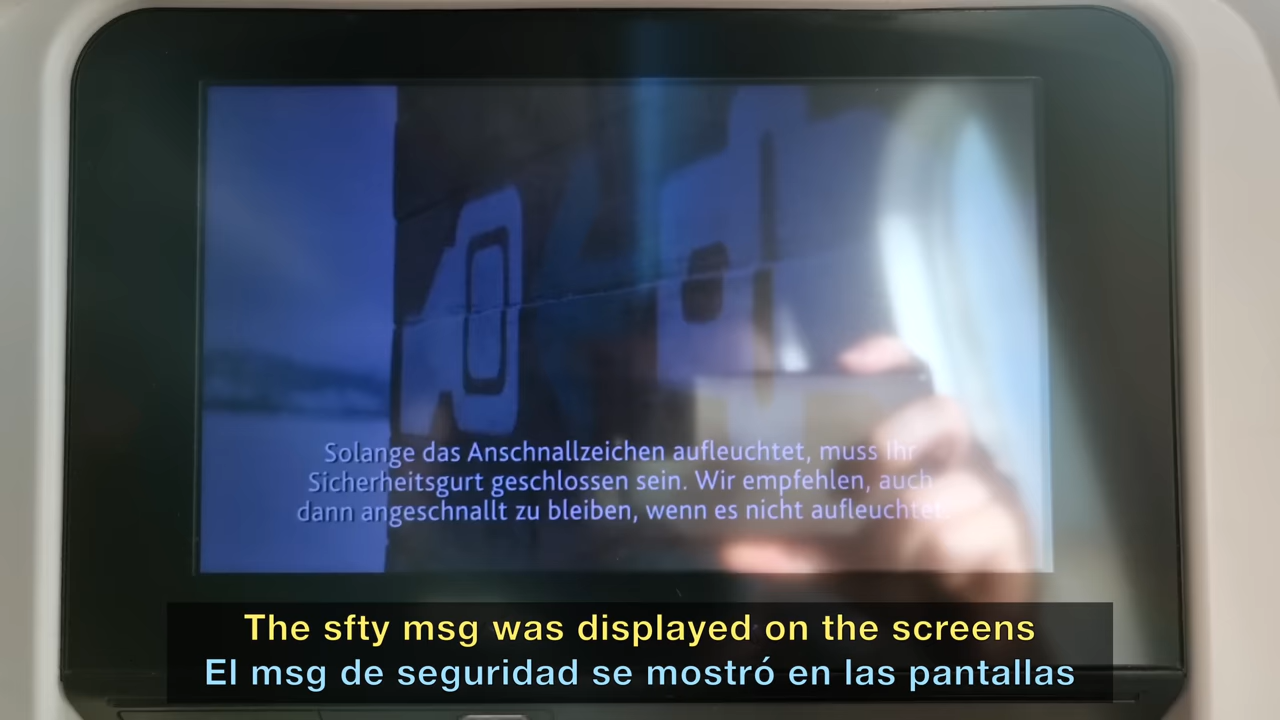 Solange das Anschnallzeichen aufleuchtet, muss Ihr
Sicherheitsgurt geschlossen sein. Wir empfehlen, auch
dann angeschnallt zu bleiben, wenn es nicht aufleuchtet.
The sfty msg was displayed on the screens
El msg de seguridad se mostró en las pantallas